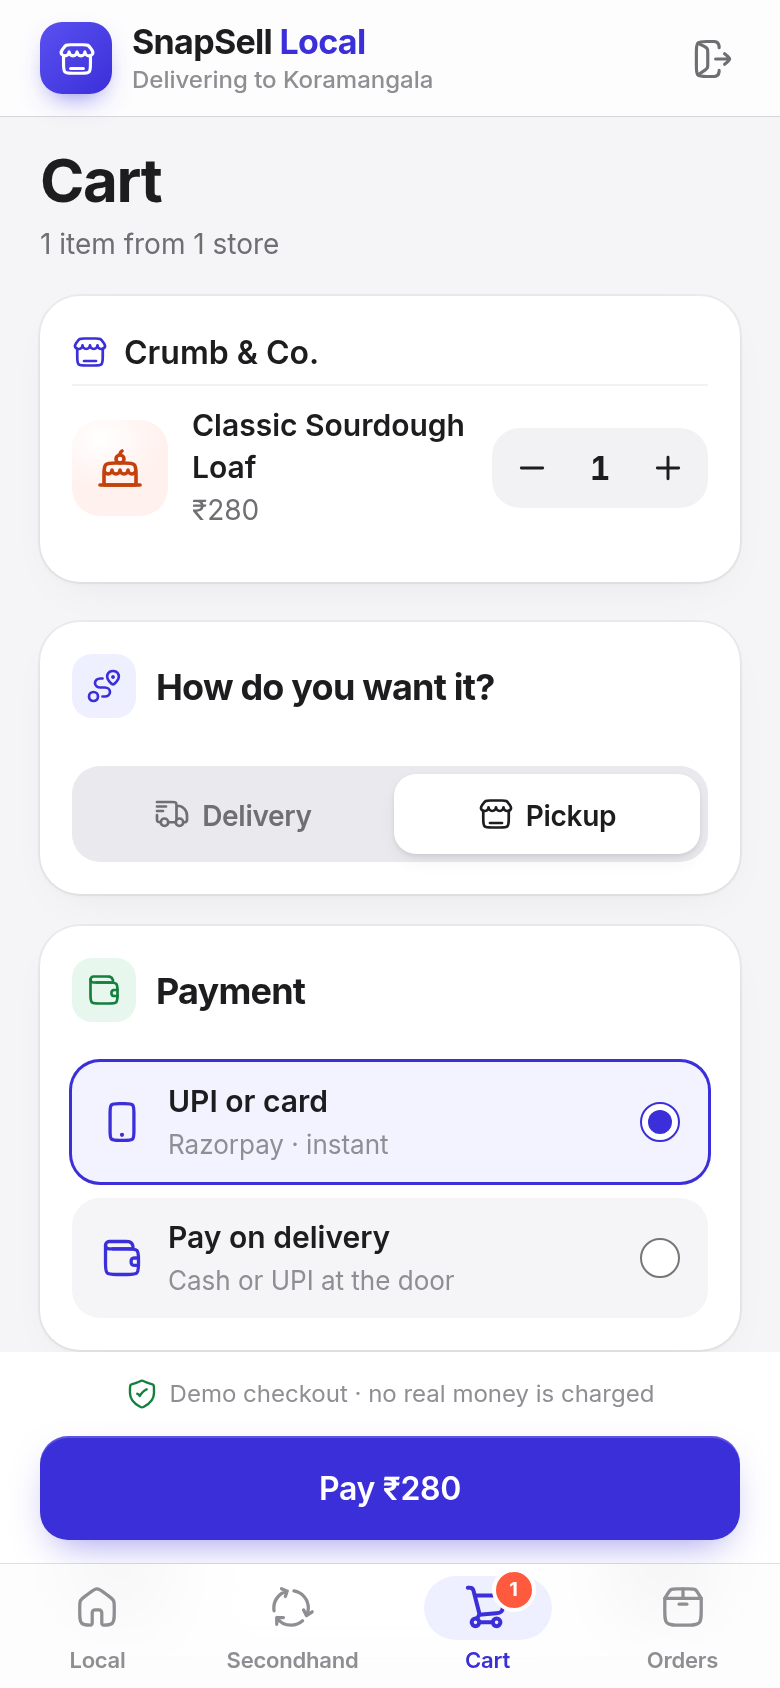 SnapSell Local
Delivering to Koramangala
Cart
1 item from 1 store
Crumb & Co.
Classic Sourdough
Loaf
₹280
1
How do you want it?
Delivery
Pickup
Payment
UPI or card
Razorpay · instant
Pay on delivery
Cash or UPI at the door
Demo checkout · no real money is charged
Pay ₹280
1
Local
Secondhand
Cart
Orders